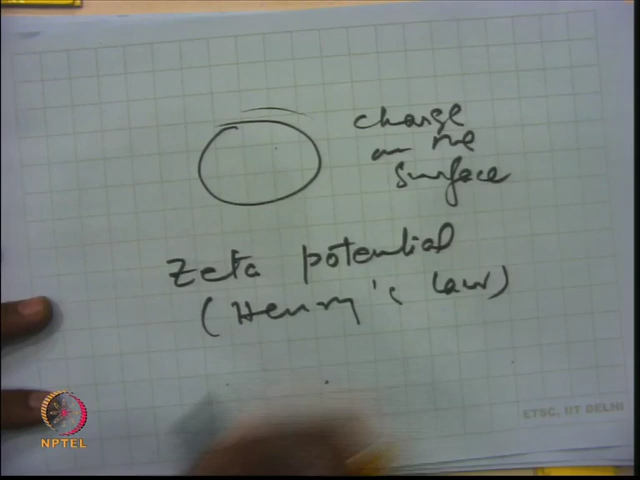 charge
on the
surface
Zeta potential
(Henry's law)
ETSC, IIT DELHI
NPTEL